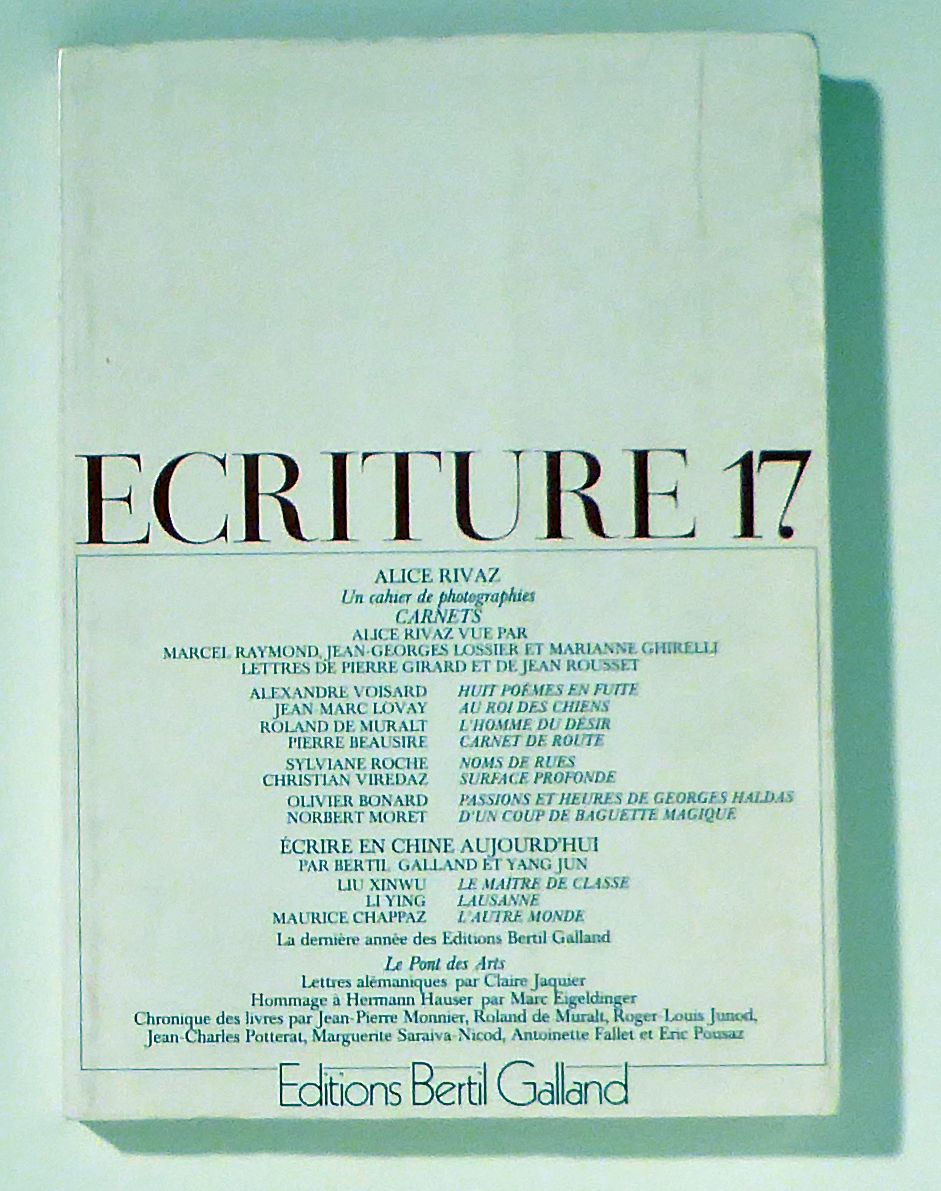 ECRITURE 17.
ALICE RIVAZ
Un cahier de photographies
CARNETS
ALICE RIVAZ VUE PAR
MARCEL RAYMOND, JEAN-GEORGES LOSSIER ET MARIANNE GHIRELLI
LETTRES DE PIERRE GIRARD ET DE JEAN ROUSSET
ALEXANDRE VOISARD HUIT POÈMES EN FUITE
JEAN-MARC LOVAY AU ROI DES CHIENS
ROLAND DE MURALT L'HOMME DU DÉSIR
PIERRE BEAUSIRE CARNET DE ROUTE
SYLVIANE ROCHE NOMS DE RUES
CHRISTIAN VIREDAZ SURFACE PROFONDE
OLIVIER BONARD PASSIONS ET HEURES DE GEORGES HALDAS
NORBERT MORET D'UN COUP DE BAGUETTE MAGIQUE
ÉCRIRE EN CHINE AUJOURD'HUI
PAR BERTIL GALLAND ET YANG JUN
LIU XINWU LE MAÎTRE DE CLASSE
LI YING LAUSANNE
MAURICE CHAPPAZ L'AUTRE MONDE
La dernière année des Editions Bertil Galland
Le Pont des Arts
Lettres alémaniques par Claire Jaquier
Hommage à Hermann Hauser par Marc Eigeldinger
Chronique des livres par Jean-Pierre Monnier, Roland de Muralt, Roger-Louis Junod,
Jean-Charles Potterat, Marguerite Saraiva-Nicod, Antoinette Fallet et Eric Pousaz
Editions Bertil Galland